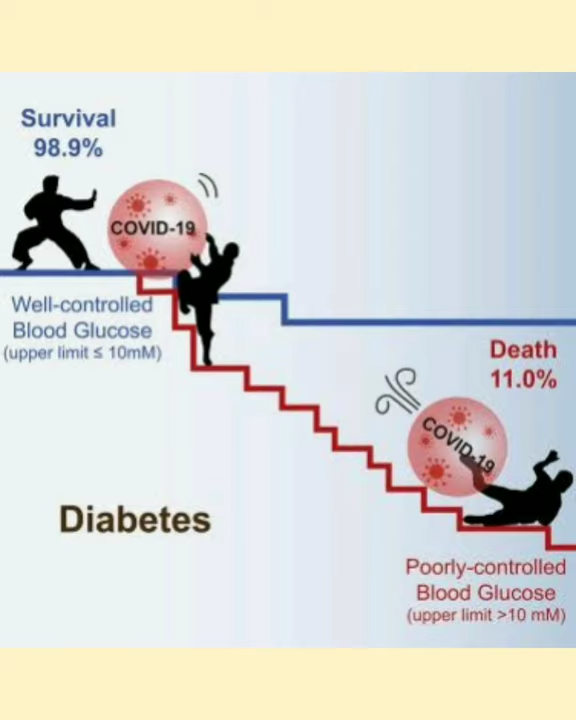 Survival
98.9%
COVID-19
Well-controlled
Blood Glucose
(upper limit ≤ 10mM)
Death
11.0%
COVID-19
Diabetes
Poorly-controlled
Blood Glucose
(upper limit >10 mM)